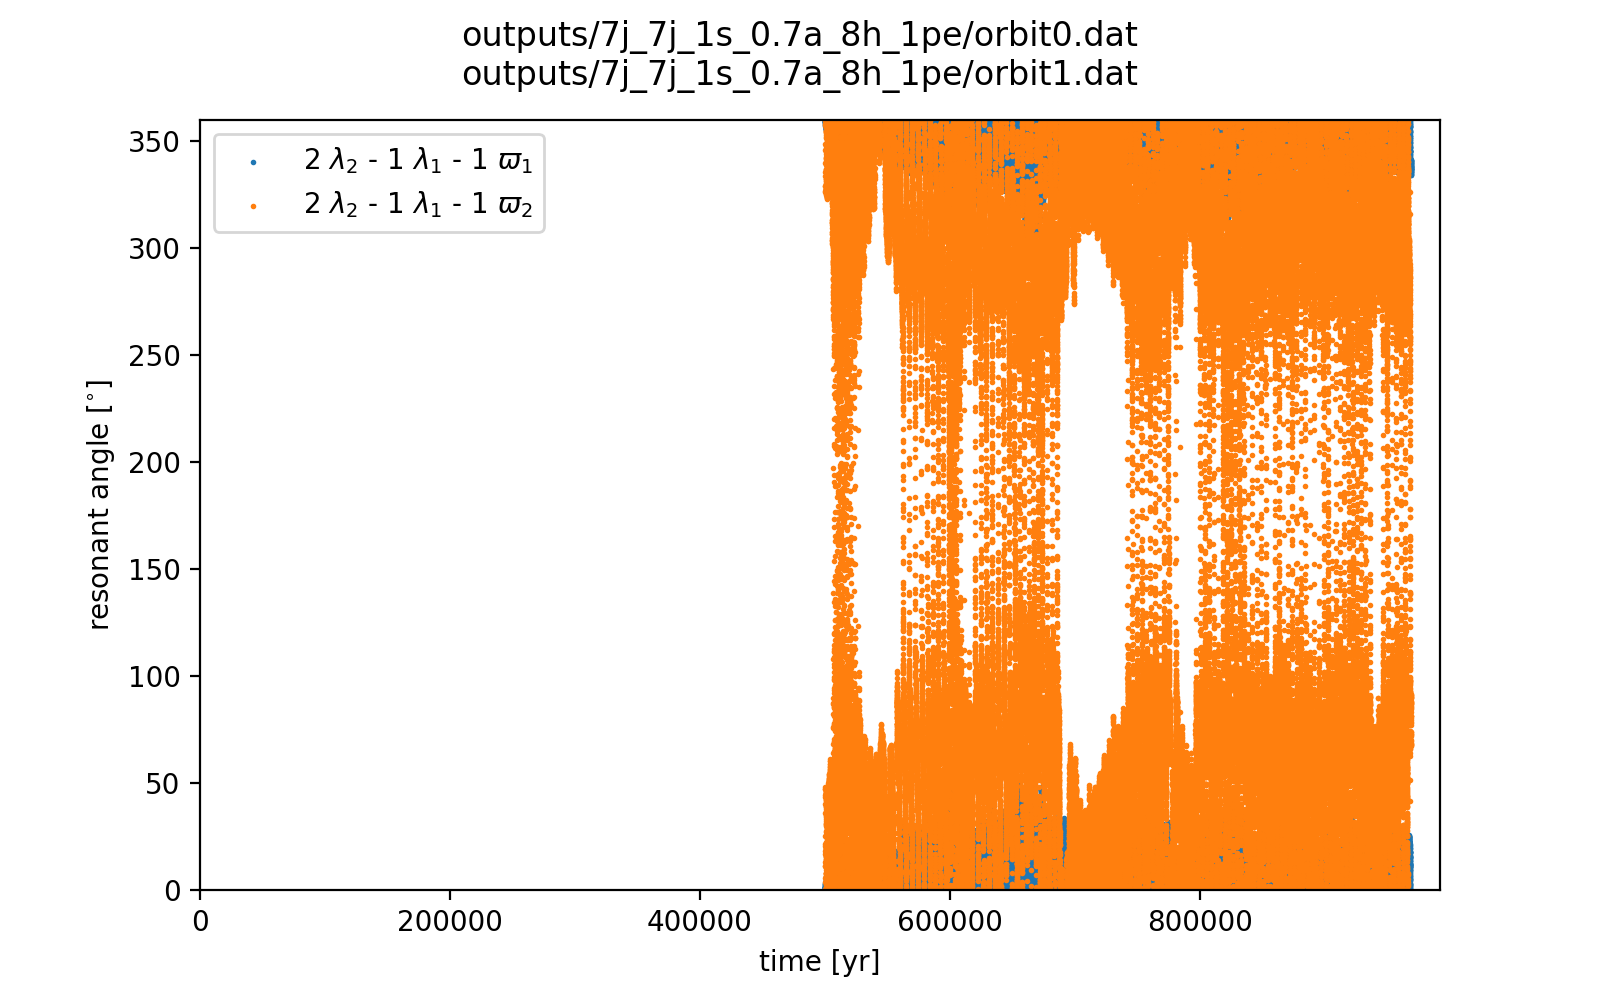 outputs/7j_7j_1s_0.7a_8h_1pe/orbit0.dat
outputs/7j_7j_1s_0.7a_8h_1pe/orbit1.dat
2 λ₂ - 1 λ₁ - 1 ϖ₁
2 λ₂ - 1 λ₁ - 1 ϖ₂
350
300
250
200
150
100
50
0
resonant angle [°]
0 200000 400000 600000 800000
time [yr]